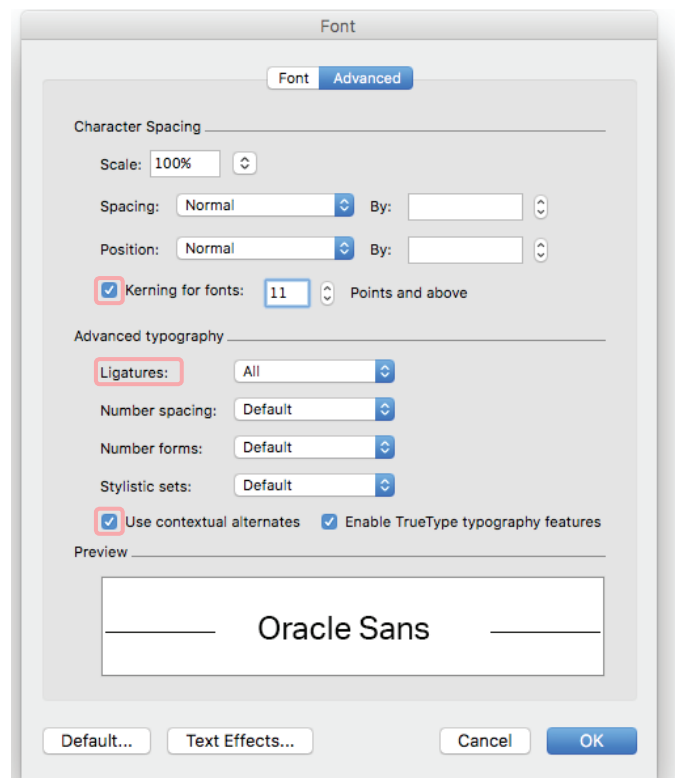 Font
Font Advanced
Character Spacing
Scale: 100%
Spacing: Normal By:
Position: Normal By:
Kerning for fonts: 11 Points and above
Advanced typography
Ligatures: All
Number spacing: Default
Number forms: Default
Stylistic sets: Default
Use contextual alternates Enable TrueType typography features
Preview
Oracle Sans
Default... Text Effects... Cancel OK